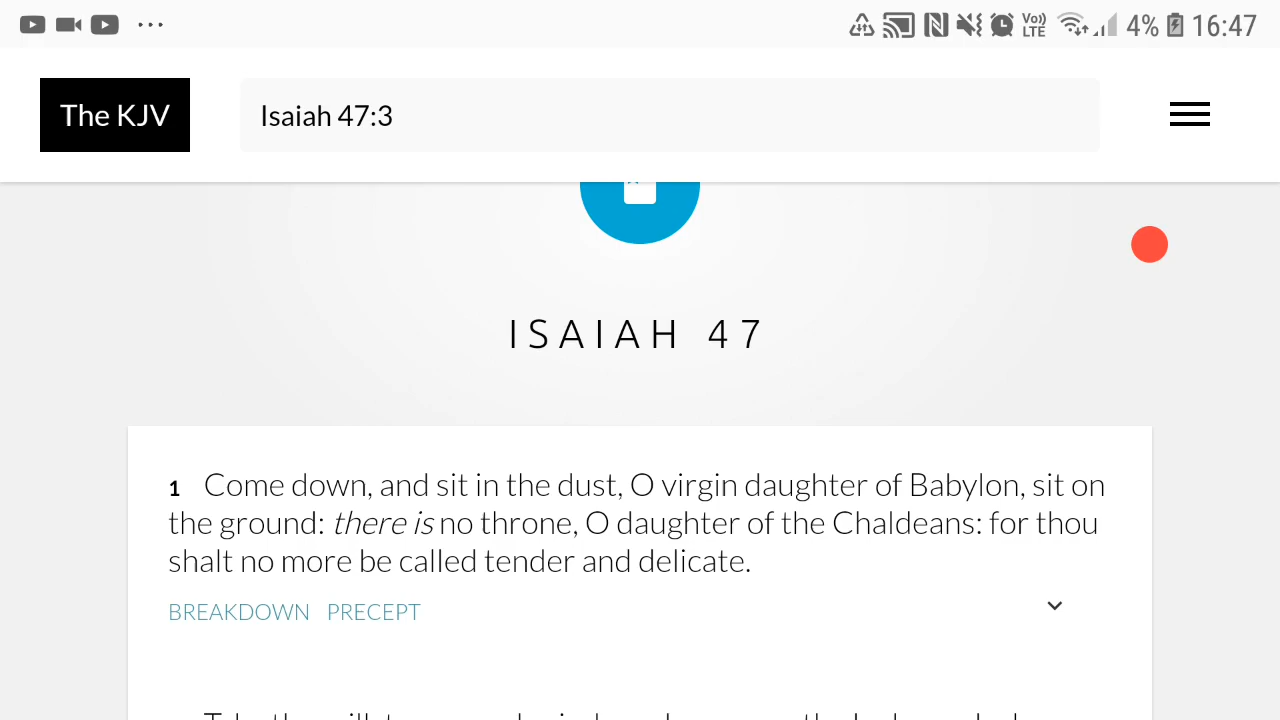 Vo)) LTE 4% 16:47
The KJV Isaiah 47:3
ISAIAH 47
1 Come down, and sit in the dust, O virgin daughter of Babylon, sit on
the ground: there is no throne, O daughter of the Chaldeans: for thou
shalt no more be called tender and delicate.
BREAKDOWN PRECEPT